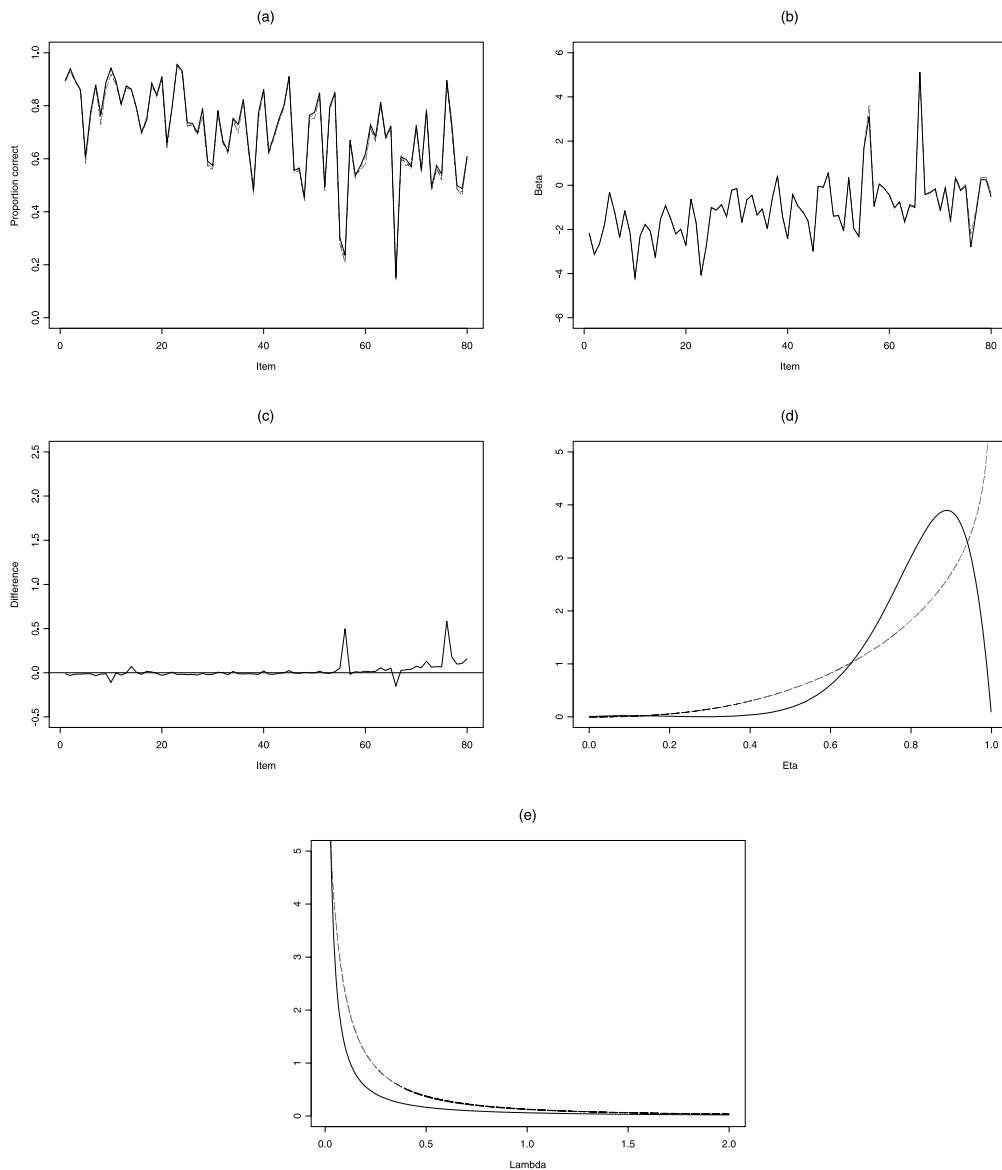 (a)
Proportion correct
1.0
0.8
0.6
0.4
0.2
0.0
0 20 40 60 80
Item
(b)
Beta
6
4
2
0
-2
-4
-6
0 20 40 60 80
Item
(c)
Difference
2.5
2.0
1.5
1.0
0.5
0.0
-0.5
0 20 40 60 80
Item
(d)
5
4
3
2
1
0
0.0 0.2 0.4 0.6 0.8 1.0
Eta
(e)
5
4
3
2
1
0
0.0 0.5 1.0 1.5 2.0
Lambda